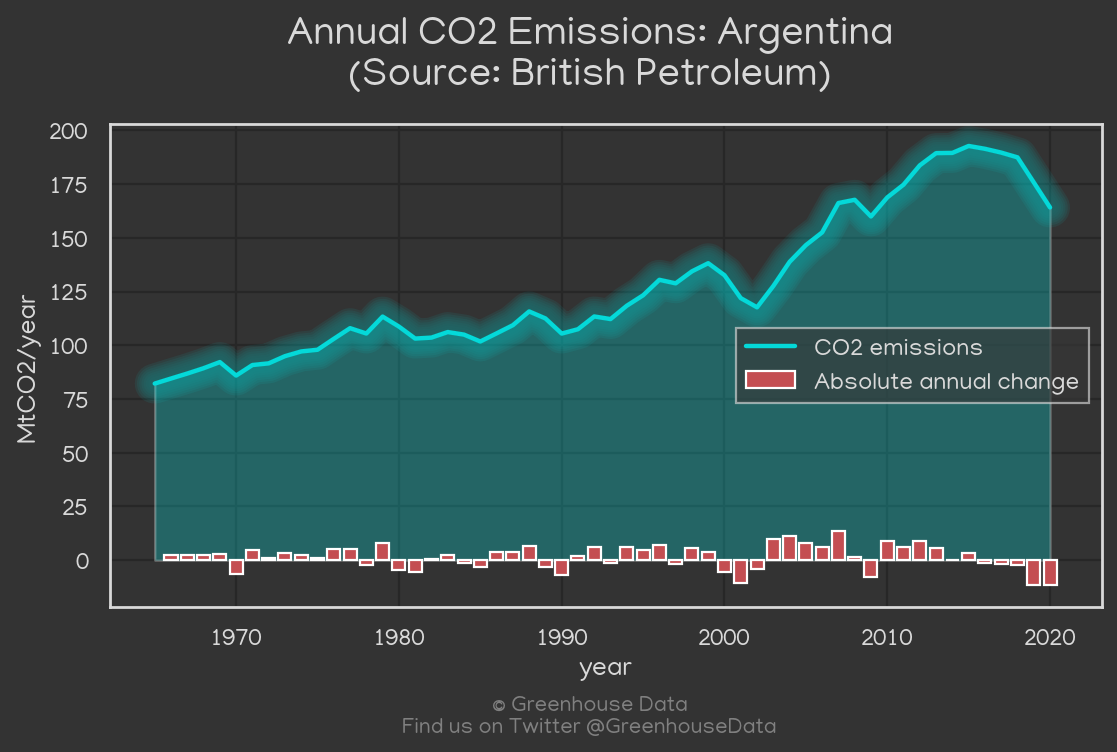 Annual CO2 Emissions: Argentina
(Source: British Petroleum)
MtCO2/year
200
175
150
125
100
75
50
25
0
CO2 emissions
Absolute annual change
1970 1980 1990 2000 2010 2020
year
© Greenhouse Data
Find us on Twitter @GreenhouseData